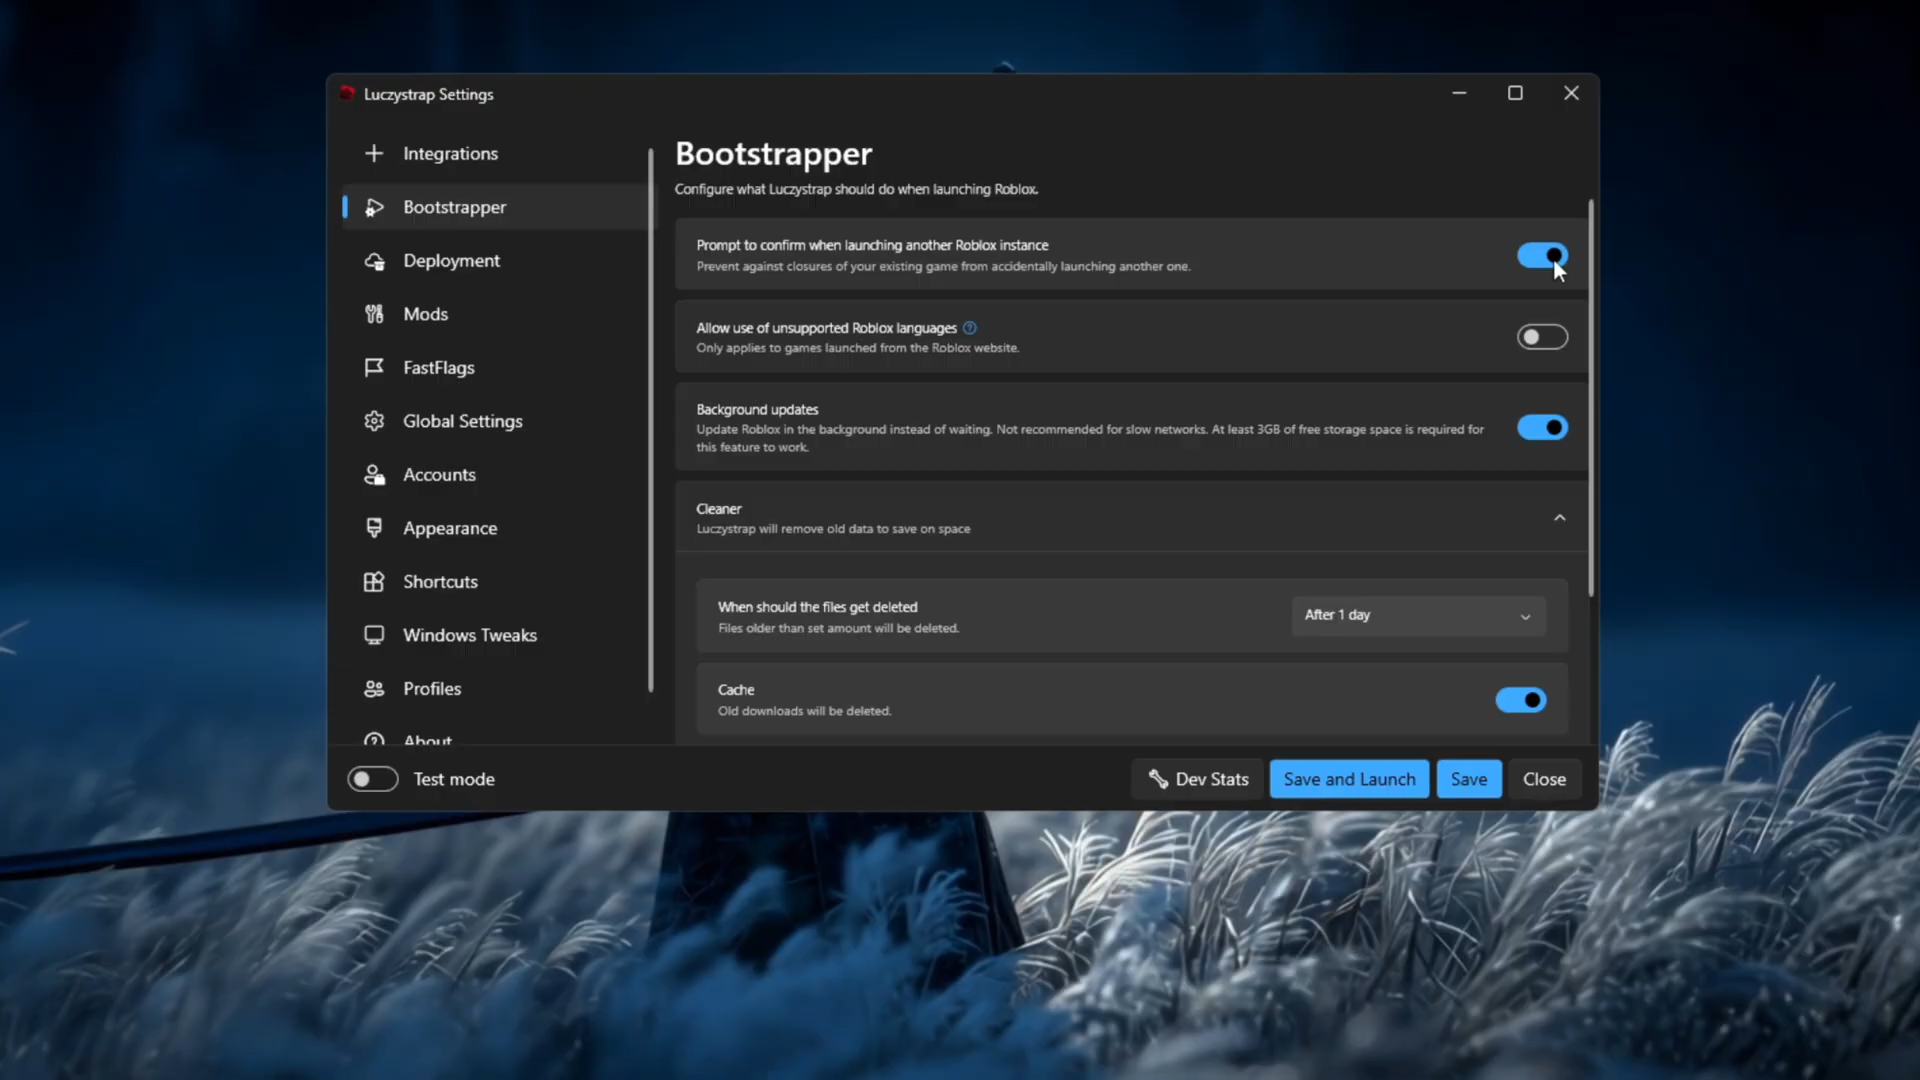 Luczystrap Settings
Integrations
Bootstrapper
Deployment
Mods
FastFlags
Global Settings
Accounts
Appearance
Shortcuts
Windows Tweaks
Profiles
About
Bootstrapper
Configure what Luczystrap should do when launching Roblox.
Prompt to confirm when launching another Roblox instance
Prevent against closures of your existing game from accidentally launching another one.
Allow use of unsupported Roblox languages
Only applies to games launched from the Roblox website.
Background updates
Update Roblox in the background instead of waiting. Not recommended for slow networks. At least 3GB of free storage space is required for
this feature to work.
Cleaner
Luczystrap will remove old data to save on space
When should the files get deleted
Files older than set amount will be deleted.
After 1 day
Cache
Old downloads will be deleted.
Test mode
Dev Stats
Save and Launch
Save
Close